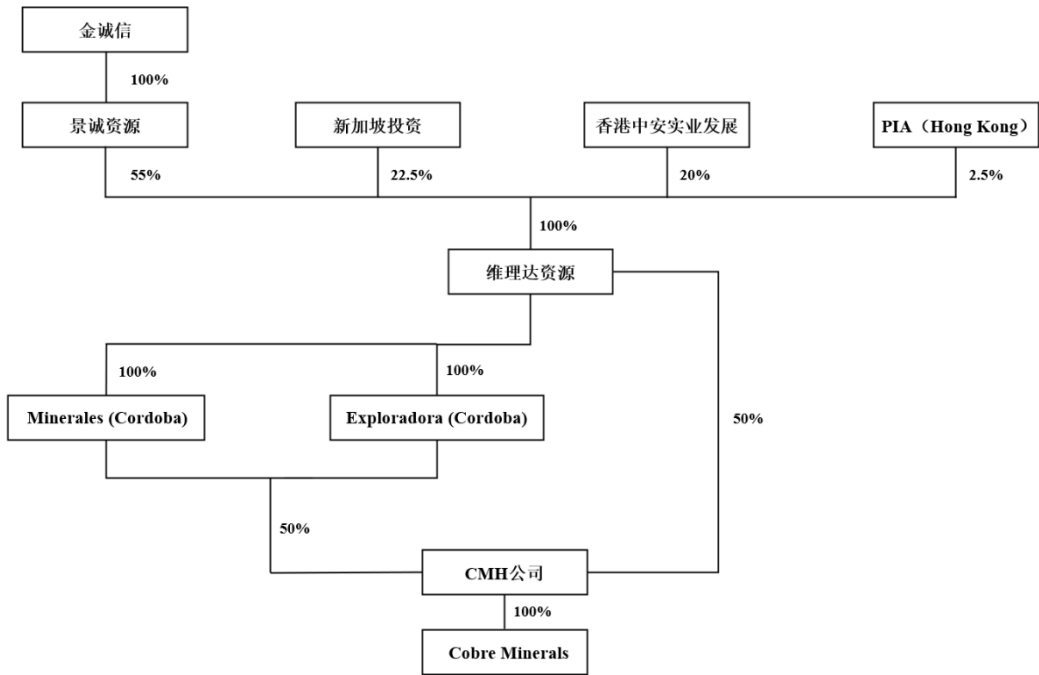 金诚信
100%
景诚资源
新加坡投资
香港中安实业发展
PIA（Hong Kong）
55%
22.5%
20%
2.5%
100%
维理达资源
100%
100%
Minerales (Cordoba)
Exploradora (Cordoba)
50%
50%
CMH公司
100%
Cobre Minerals